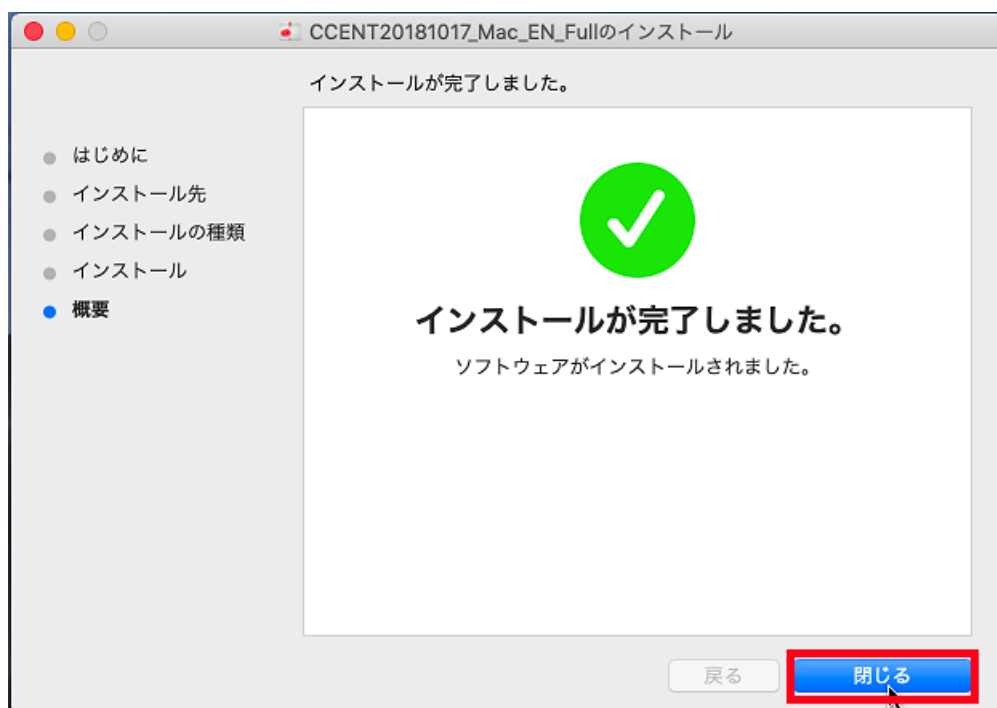 CCENT20181017_Mac_EN_Fullのインストール
インストールが完了しました。
はじめに
インストール先
インストールの種類
インストール
概要
インストールが完了しました。
ソフトウェアがインストールされました。
戻る
閉じる